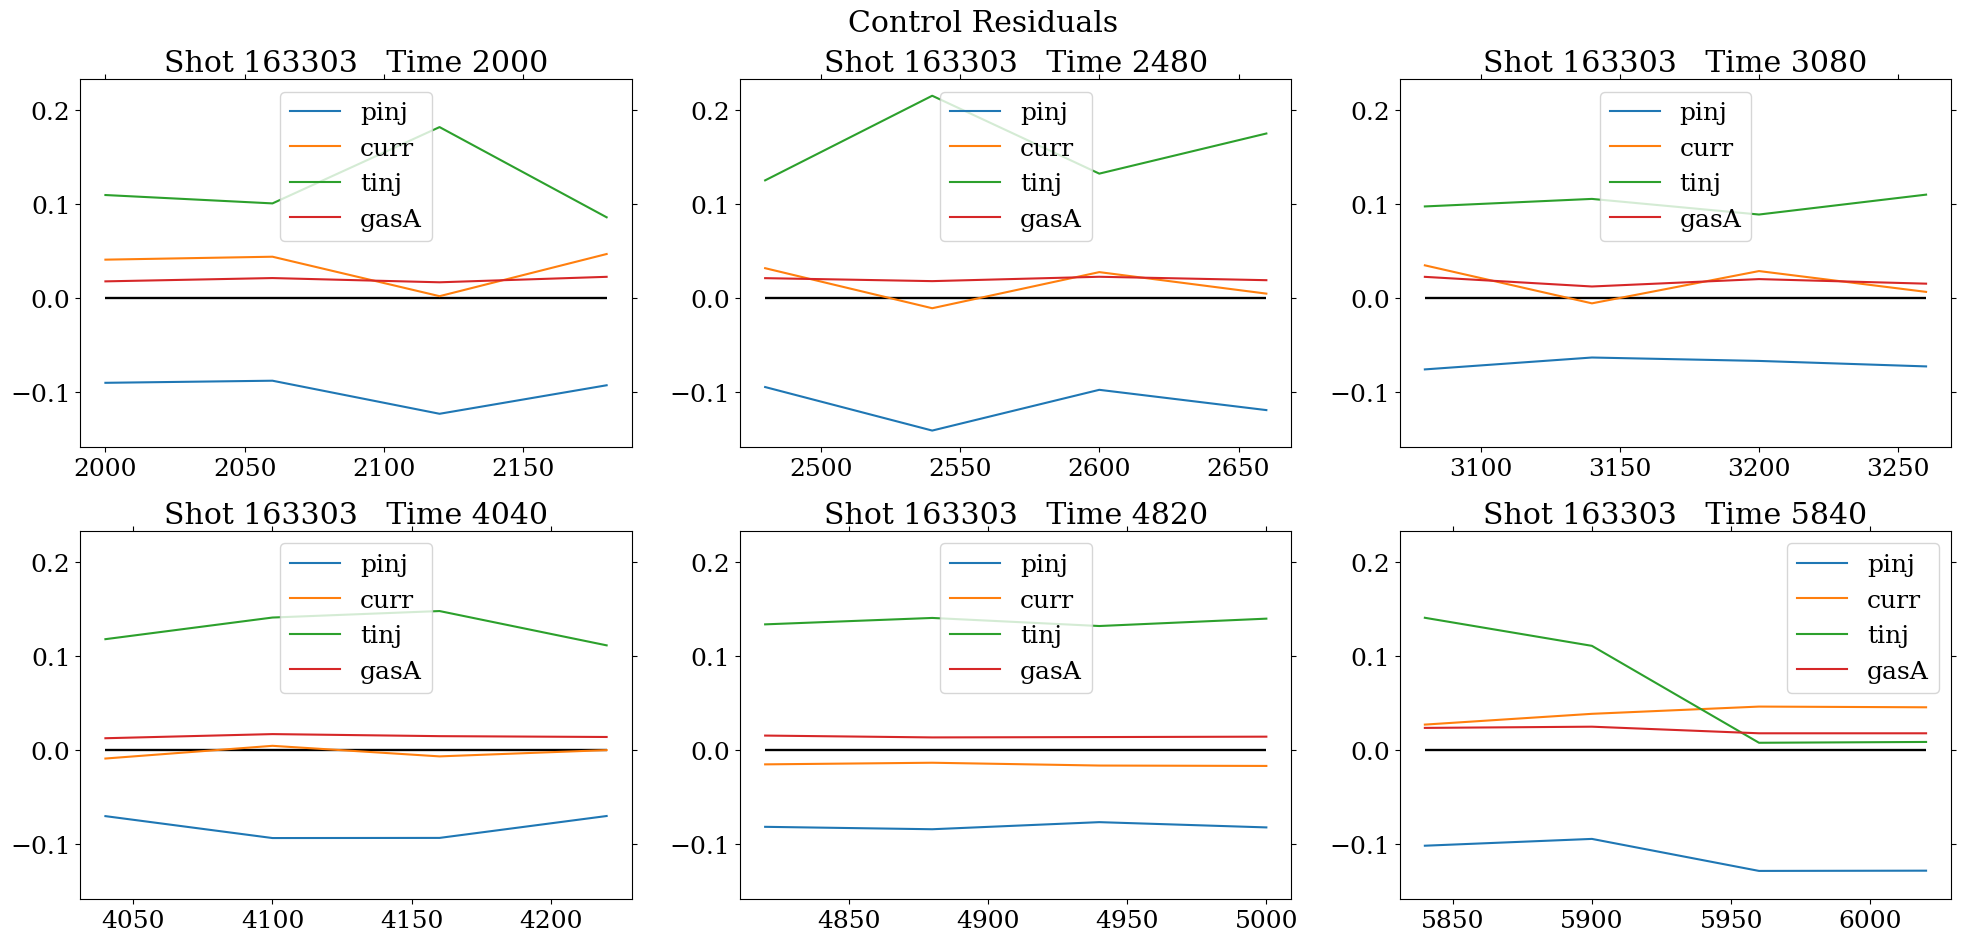 Control Residuals
Shot 163303   Time 2000
0.2
0.1
0.0
−0.1
pinj
curr
tinj
gasA
2000 2050 2100 2150
Shot 163303   Time 2480
0.2
0.1
0.0
−0.1
pinj
curr
tinj
gasA
2500 2550 2600 2650
Shot 163303   Time 3080
0.2
0.1
0.0
−0.1
pinj
curr
tinj
gasA
3100 3150 3200 3250
Shot 163303   Time 4040
0.2
0.1
0.0
−0.1
pinj
curr
tinj
gasA
4050 4100 4150 4200
Shot 163303   Time 4820
0.2
0.1
0.0
−0.1
pinj
curr
tinj
gasA
4850 4900 4950 5000
Shot 163303   Time 5840
0.2
0.1
0.0
−0.1
pinj
curr
tinj
gasA
5850 5900 5950 6000